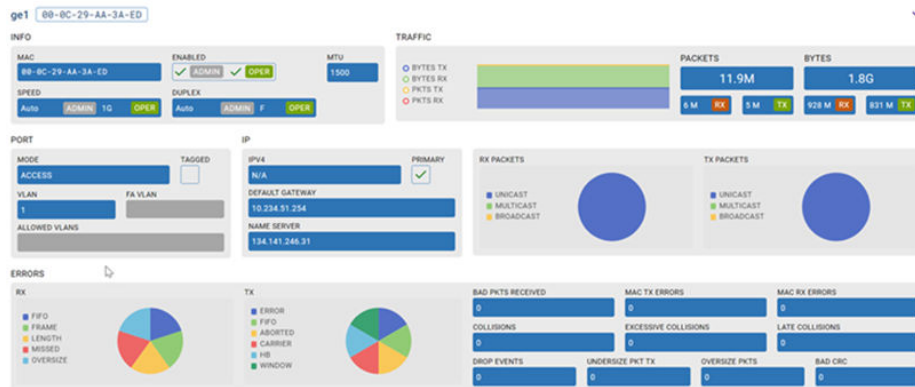 ge1 00-0C-29-AA-3A-ED
INFO
MAC
00-0C-29-AA-3A-ED
ENABLED
ADMIN OPER
MTU
1500
SPEED
Auto ADMIN 1G OPER
DUPLEX
Auto ADMIN F OPER
TRAFFIC
BYTES TX
BYTES RX
PKTS TX
PKTS RX
PACKETS
11.9M
6 M RX 5 M TX
BYTES
1.8G
928 M RX 831 M TX
PORT
MODE
ACCESS
TAGGED
VLAN
1
FA VLAN
ALLOWED VLANS
IP
IPV4
N/A
PRIMARY
DEFAULT GATEWAY
10.234.51.254
NAME SERVER
134.141.246.31
RX PACKETS
UNICAST
MULTICAST
BROADCAST
TX PACKETS
UNICAST
MULTICAST
BROADCAST
ERRORS
RX
FIFO
FRAME
LENGTH
MISSED
OVERSIZE
TX
ERROR
FIFO
ABORTED
CARRIER
HB
WINDOW
BAD PKTS RECEIVED
0
MAC TX ERRORS
0
MAC RX ERRORS
0
COLLISIONS
0
EXCESSIVE COLLISIONS
0
LATE COLLISIONS
0
DROP EVENTS
0
UNDERSIZE PKT TX
0
OVERSIZE PKTS
0
BAD CRC
0